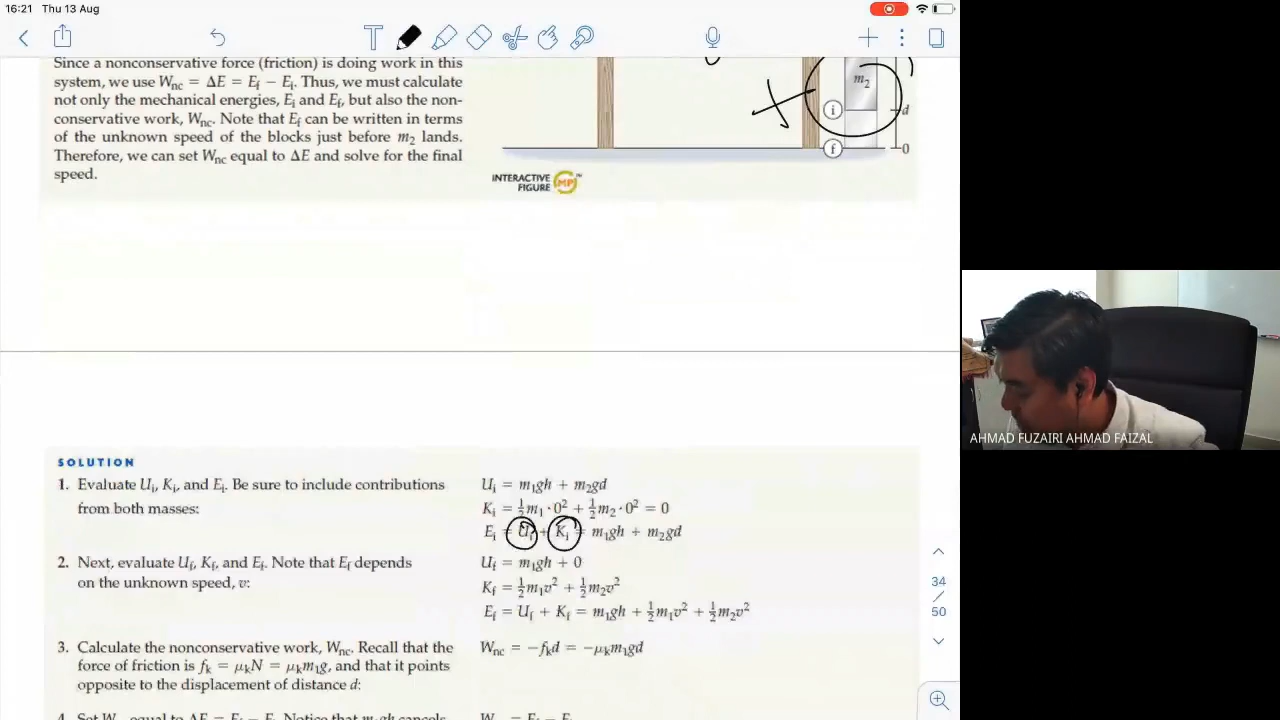 16:21 Thu 13 Aug
T
Since a nonconservative force (friction) is doing work in this
system, we use Wnc = ΔE = Ef − Ei. Thus, we must calculate
not only the mechanical energies, Ei and Ef, but also the non-
conservative work, Wnc. Note that Ef can be written in terms
of the unknown speed of the blocks just before m2 lands.
Therefore, we can set Wnc equal to ΔE and solve for the final
speed.
m2
i
d
f
0
INTERACTIVE
FIGURE MP™
SOLUTION
1. Evaluate Ui, Ki, and Ei. Be sure to include contributions
from both masses:
Ui = m1gh + m2gd
Ki = ½m1·0² + ½m2·0² = 0
Ei = Ui + Ki = m1gh + m2gd
2. Next, evaluate Uf, Kf, and Ef. Note that Ef depends
on the unknown speed, v:
Uf = m1gh + 0
Kf = ½m1v² + ½m2v²
Ef = Uf + Kf = m1gh + ½m1v² + ½m2v²
3. Calculate the nonconservative work, Wnc. Recall that the
force of friction is fk = μkN = μkm1g, and that it points
opposite to the displacement of distance d:
Wnc = −fkd = −μkm1gd
34
/
50
AHMAD FUZAIRI AHMAD FAIZAL